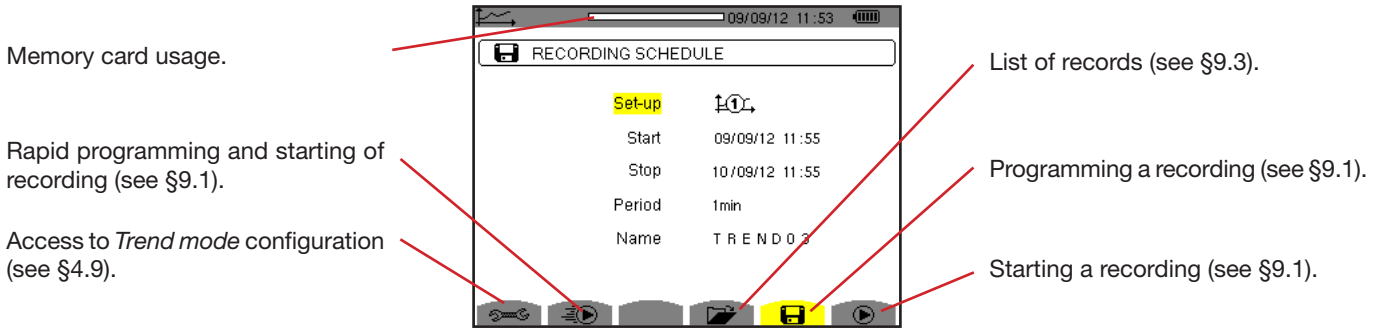 09/09/12 11:53
Memory card usage.
RECORDING SCHEDULE
List of records (see §9.3).
Set-up 1
Start 09/09/12 11:55
Rapid programming and starting of
recording (see §9.1).
Stop 10/09/12 11:55
Programming a recording (see §9.1).
Period 1min
Access to Trend mode configuration
(see §4.9).
Name TREND03
Starting a recording (see §9.1).